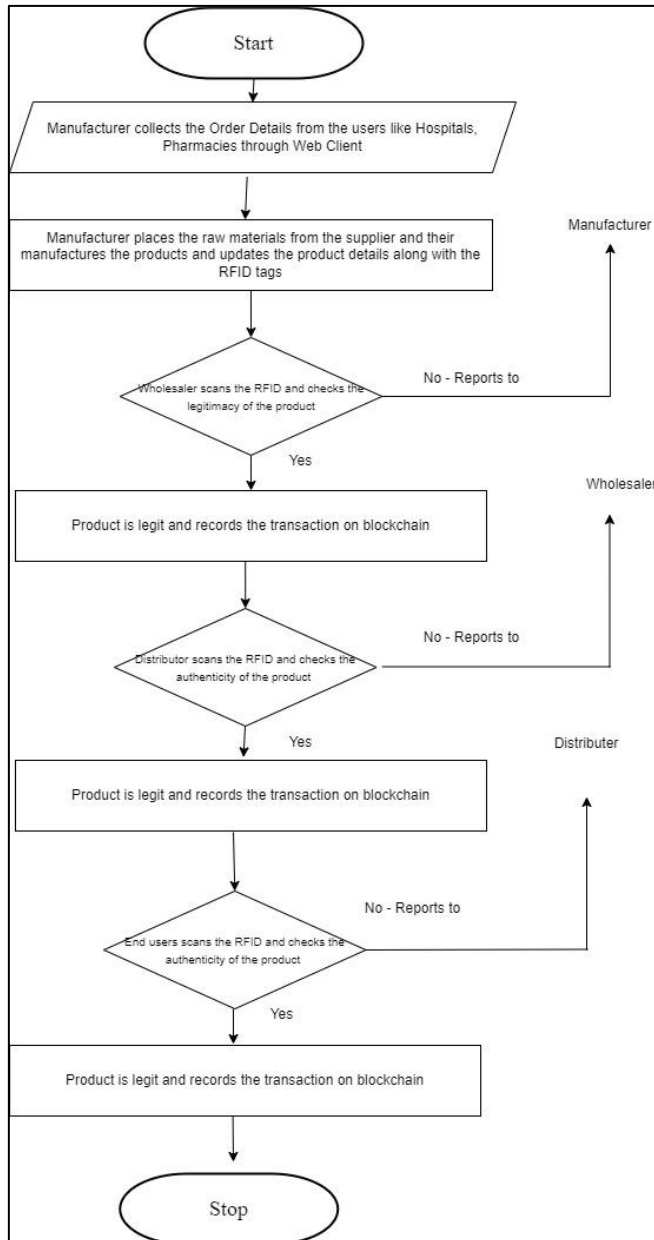 Start
Manufacturer collects the Order Details from the users like Hospitals,
Pharmacies through Web Client
Manufacturer
Manufacturer places the raw materials from the supplier and their
manufactures the products and updates the product details along with the
RFID tags
Wholesaler scans the RFID and checks the
legitimacy of the product
No - Reports to
Yes
Wholesaler
Product is legit and records the transaction on blockchain
Distributor scans the RFID and checks the
authenticity of the product
No - Reports to
Yes
Distributer
Product is legit and records the transaction on blockchain
No - Reports to
End users scans the RFID and checks the
authenticity of the product
Yes
Product is legit and records the transaction on blockchain
Stop